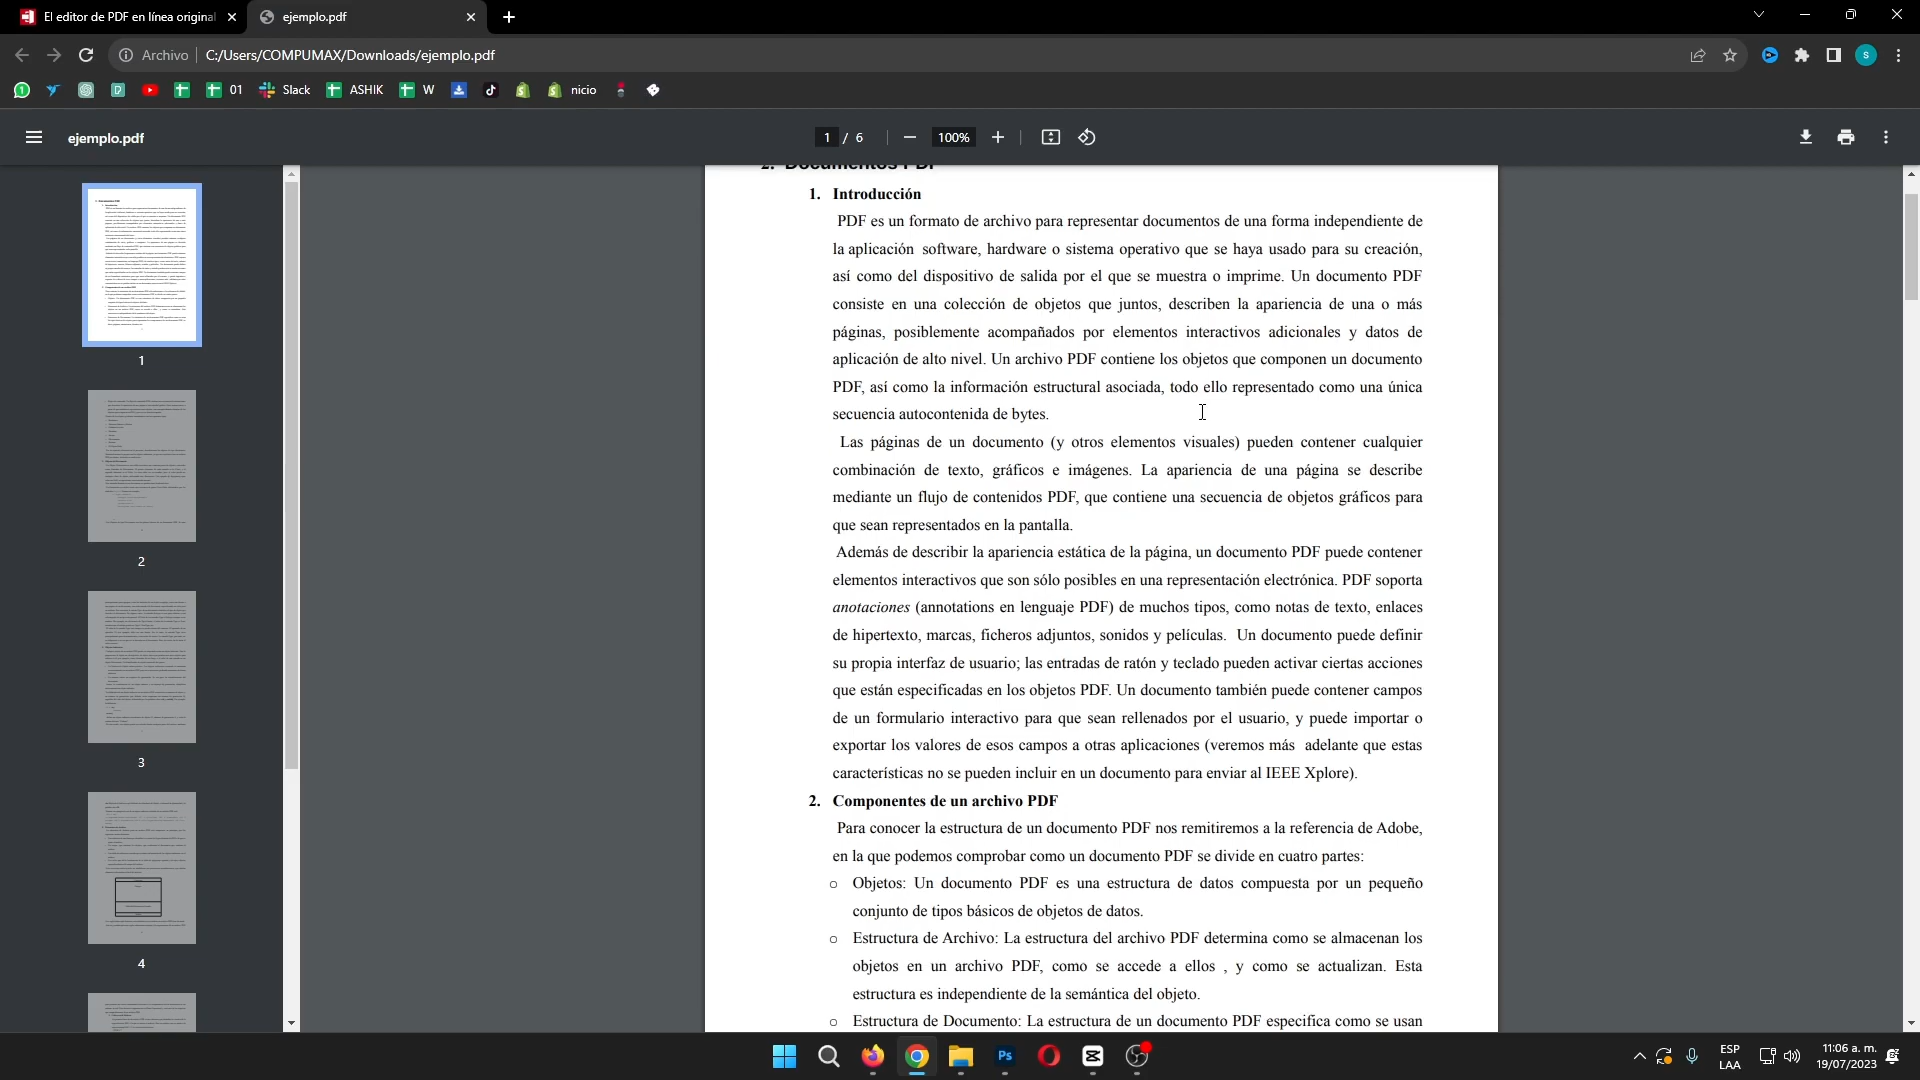 El editor de PDF en línea original
ejemplo.pdf
Archivo
C:/Users/COMPUMAX/Downloads/ejemplo.pdf
S
01
Slack
ASHIK
W
nicio
ejemplo.pdf
1 / 6
100%
2. Documentos PDF
1. Introducción
PDF es un formato de archivo para representar documentos de una forma independiente de
la aplicación software, hardware o sistema operativo que se haya usado para su creación,
así como del dispositivo de salida por el que se muestra o imprime. Un documento PDF
consiste en una colección de objetos que juntos, describen la apariencia de una o más
páginas, posiblemente acompañados por elementos interactivos adicionales y datos de
aplicación de alto nivel. Un archivo PDF contiene los objetos que componen un documento
PDF, así como la información estructural asociada, todo ello representado como una única
secuencia autocontenida de bytes.
Las páginas de un documento (y otros elementos visuales) pueden contener cualquier
combinación de texto, gráficos e imágenes. La apariencia de una página se describe
mediante un flujo de contenidos PDF, que contiene una secuencia de objetos gráficos para
que sean representados en la pantalla.
Además de describir la apariencia estática de la página, un documento PDF puede contener
elementos interactivos que son sólo posibles en una representación electrónica. PDF soporta
anotaciones (annotations en lenguaje PDF) de muchos tipos, como notas de texto, enlaces
de hipertexto, marcas, ficheros adjuntos, sonidos y películas. Un documento puede definir
su propia interfaz de usuario; las entradas de ratón y teclado pueden activar ciertas acciones
que están especificadas en los objetos PDF. Un documento también puede contener campos
de un formulario interactivo para que sean rellenados por el usuario, y puede importar o
exportar los valores de esos campos a otras aplicaciones (veremos más adelante que estas
características no se pueden incluir en un documento para enviar al IEEE Xplore).
2. Componentes de un archivo PDF
Para conocer la estructura de un documento PDF nos remitiremos a la referencia de Adobe,
en la que podemos comprobar como un documento PDF se divide en cuatro partes:
o Objetos: Un documento PDF es una estructura de datos compuesta por un pequeño
conjunto de tipos básicos de objetos de datos.
o Estructura de Archivo: La estructura del archivo PDF determina como se almacenan los
objetos en un archivo PDF, como se accede a ellos , y como se actualizan. Esta
estructura es independiente de la semántica del objeto.
o Estructura de Documento: La estructura de un documento PDF especifica como se usan
1
2
3
4
Ps
ESP
LAA
11:06 a. m.
19/07/2023